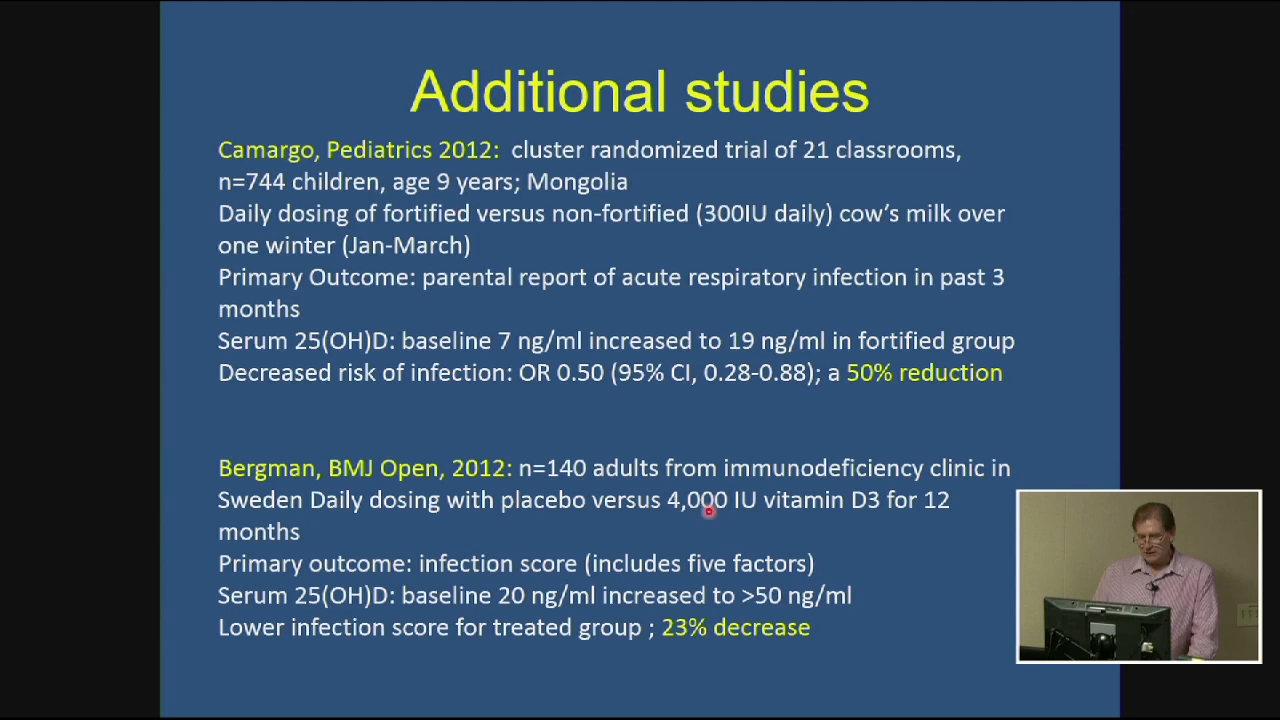 Additional studies
Camargo, Pediatrics 2012: cluster randomized trial of 21 classrooms,
n=744 children, age 9 years; Mongolia
Daily dosing of fortified versus non-fortified (300IU daily) cow’s milk over
one winter (Jan-March)
Primary Outcome: parental report of acute respiratory infection in past 3
months
Serum 25(OH)D: baseline 7 ng/ml increased to 19 ng/ml in fortified group
Decreased risk of infection: OR 0.50 (95% CI, 0.28-0.88); a 50% reduction
Bergman, BMJ Open, 2012: n=140 adults from immunodeficiency clinic in
Sweden Daily dosing with placebo versus 4,000 IU vitamin D3 for 12
months
Primary outcome: infection score (includes five factors)
Serum 25(OH)D: baseline 20 ng/ml increased to >50 ng/ml
Lower infection score for treated group ; 23% decrease